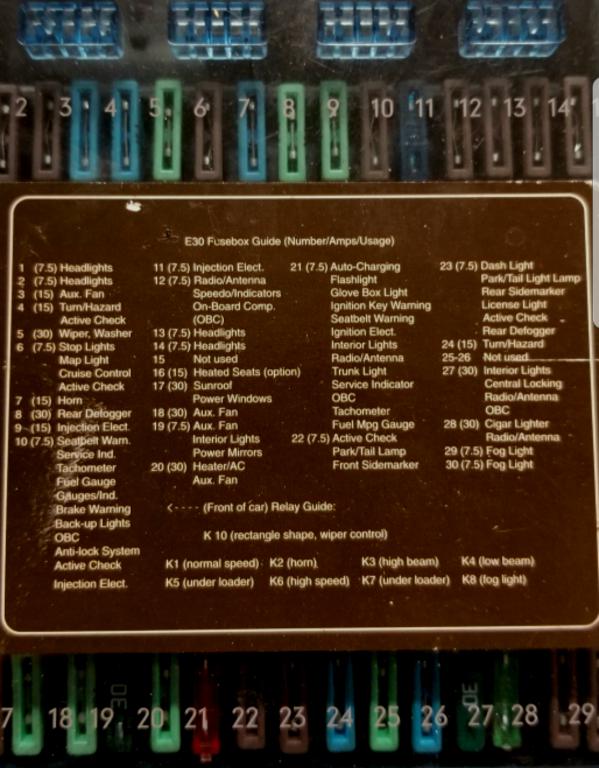 2 3 4 5 6 7 8 9 10 11 12 13 14
E30 Fusebox Guide (Number/Amps/Usage)
1 (7.5) Headlights
2 (7.5) Headlights
3 (15) Aux. Fan
4 (15) Turn/Hazard
Active Check
5 (30) Wiper, Washer
6 (7.5) Stop Lights
Map Light
Cruise Control
Active Check
7 (15) Horn
8 (30) Rear Defogger
9 (15) Injection Elect.
10 (7.5) Seatbelt Warn.
Service Ind.
Tachometer
Fuel Gauge
Gauges/Ind.
Brake Warning
Back-up Lights
OBC
Anti-lock System
Active Check
Injection Elect.
11 (7.5) Injection Elect.
12 (7.5) Radio/Antenna
Speedo/Indicators
On-Board Comp.
(OBC)
13 (7.5) Headlights
14 (7.5) Headlights
15 Not used
16 (15) Heated Seats (option)
17 (30) Sunroof
Power Windows
18 (30) Aux. Fan
19 (7.5) Aux. Fan
Interior Lights
Power Mirrors
20 (30) Heater/AC
Aux. Fan
21 (7.5) Auto-Charging
Flashlight
Glove Box Light
Ignition Key Warning
Seatbelt Warning
Ignition Elect.
Interior Lights
Radio/Antenna
Trunk Light
Service Indicator
OBC
Tachometer
Fuel Mpg Gauge
22 (7.5) Active Check
Park/Tail Lamp
Front Sidemarker
23 (7.5) Dash Light
Park/Tail Light Lamp
Rear Sidemarker
License Light
Active Check
Rear Defogger
24 (15) Turn/Hazard
25-26 Not used
27 (30) Interior Lights
Central Locking
Radio/Antenna
OBC
28 (30) Cigar Lighter
Radio/Antenna
29 (7.5) Fog Light
30 (7.5) Fog Light
<---- (Front of car) Relay Guide:
K 10 (rectangle shape, wiper control)
K1 (normal speed) K2 (horn) K3 (high beam) K4 (low beam)
K5 (under loader) K6 (high speed) K7 (under loader) K8 (fog light)
7 18 19 20 21 22 23 24 25 26 27 28 29